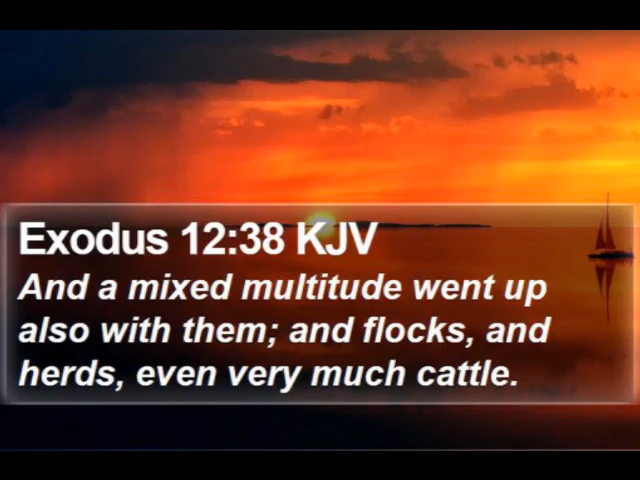 Exodus 12:38 KJV
And a mixed multitude went up
also with them; and flocks, and
herds, even very much cattle.